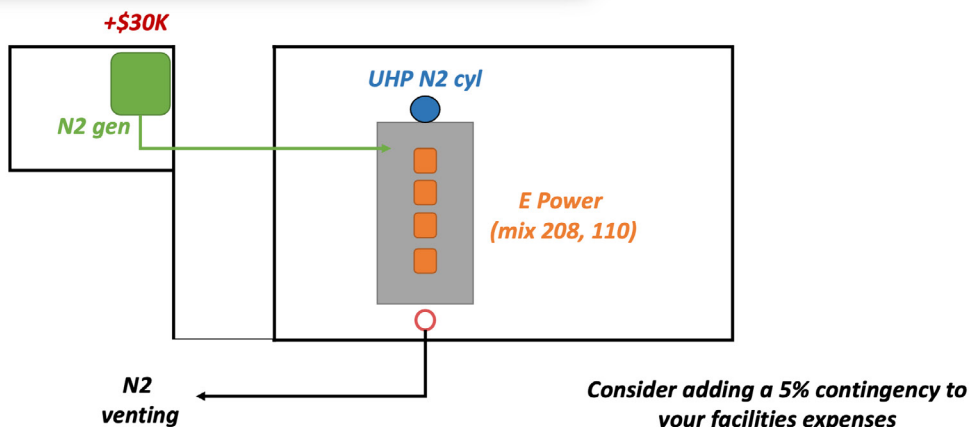 +$30K
UHP N2 cyl
N2 gen
E Power
(mix 208, 110)
N2
venting
Consider adding a 5% contingency to
your facilities expenses